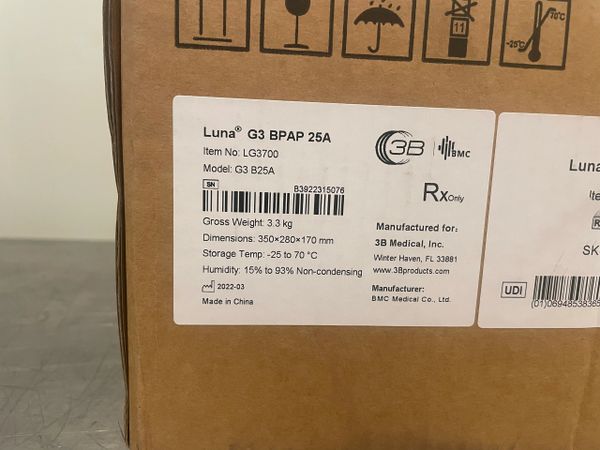 11
70℃
-25℃
Luna® G3 BPAP 25A
Item No: LG3700
Model: G3 B25A
SN
B3922315076
Gross Weight: 3.3 kg
Dimensions: 350×280×170 mm
Storage Temp: -25 to 70 ℃
Humidity: 15% to 93% Non-condensing
2022-03
Made in China
3B
BMC
Rx Only
Manufactured for:
3B Medical, Inc.
Winter Haven, FL 33881
www.3Bproducts.com
Manufacturer:
BMC Medical Co., Ltd.
Luna
Ite
SK
UDI